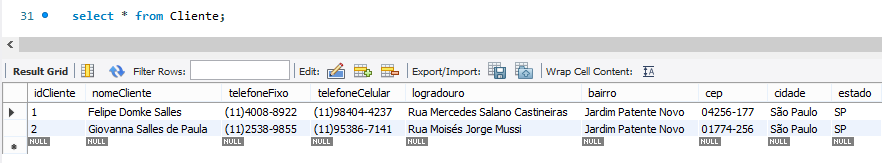 31 select * from Cliente;
Result Grid Filter Rows: Edit: Export/Import: Wrap Cell Content: IA
idCliente nomeCliente telefoneFixo telefoneCelular logradouro bairro cep cidade estado
1 Felipe Domke Salles (11)4008-8922 (11)98404-4237 Rua Mercedes Salano Castineiras Jardim Patente Novo 04256-177 São Paulo SP
2 Giovanna Salles de Paula (11)2538-9855 (11)95386-7141 Rua Moisés Jorge Mussi Jardim Patente Novo 01774-256 São Paulo SP
NULL NULL NULL NULL NULL NULL NULL NULL NULL